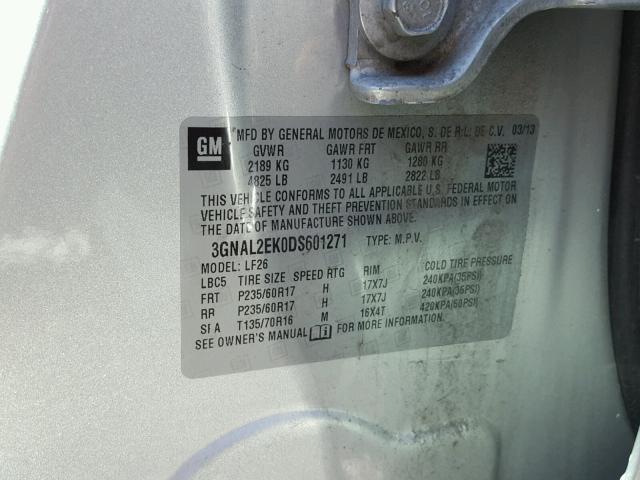 GM MFD BY GENERAL MOTORS DE MEXICO, S. DE R.L. DE C.V. 03/13
GVWR GAWR FRT GAWR RR
2189 KG 1130 KG 1280 KG
4825 LB 2491 LB 2822 LB
THIS VEHICLE CONFORMS TO ALL APPLICABLE U.S. FEDERAL MOTOR
VEHICLE SAFETY AND THEFT PREVENTION STANDARDS IN EFFECT ON THE
DATE OF MANUFACTURE SHOWN ABOVE.
3GNAL2EK0DS601271 TYPE: M.P.V.
MODEL: LF26
LBC5 TIRE SIZE SPEED RTG RIM COLD TIRE PRESSURE
FRT P235/60R17 H 17X7J 240KPA(35PSI)
RR P235/60R17 H 17X7J 240KPA(35PSI)
SPA T135/70R16 M 16X4T 420KPA(60PSI)
SEE OWNER'S MANUAL FOR MORE INFORMATION.